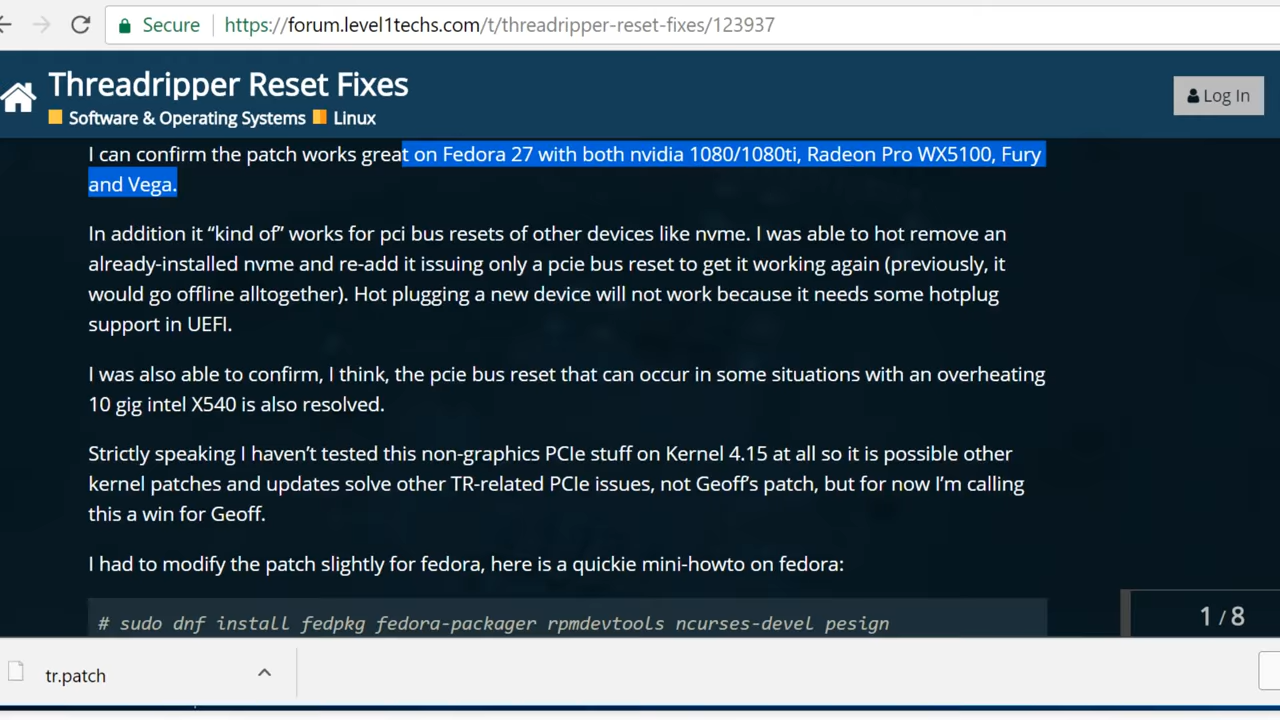 Secure https://forum.level1techs.com/t/threadripper-reset-fixes/123937
Threadripper Reset Fixes
Software & Operating Systems Linux
Log In
I can confirm the patch works great on Fedora 27 with both nvidia 1080/1080ti, Radeon Pro WX5100, Fury
and Vega.
In addition it “kind of” works for pci bus resets of other devices like nvme. I was able to hot remove an
already-installed nvme and re-add it issuing only a pcie bus reset to get it working again (previously, it
would go offline alltogether). Hot plugging a new device will not work because it needs some hotplug
support in UEFI.
I was also able to confirm, I think, the pcie bus reset that can occur in some situations with an overheating
10 gig intel X540 is also resolved.
Strictly speaking I haven’t tested this non-graphics PCIe stuff on Kernel 4.15 at all so it is possible other
kernel patches and updates solve other TR-related PCIe issues, not Geoff’s patch, but for now I’m calling
this a win for Geoff.
I had to modify the patch slightly for fedora, here is a quickie mini-howto on fedora:
# sudo dnf install fedpkg fedora-packager rpmdevtools ncurses-devel pesign
1 / 8
tr.patch